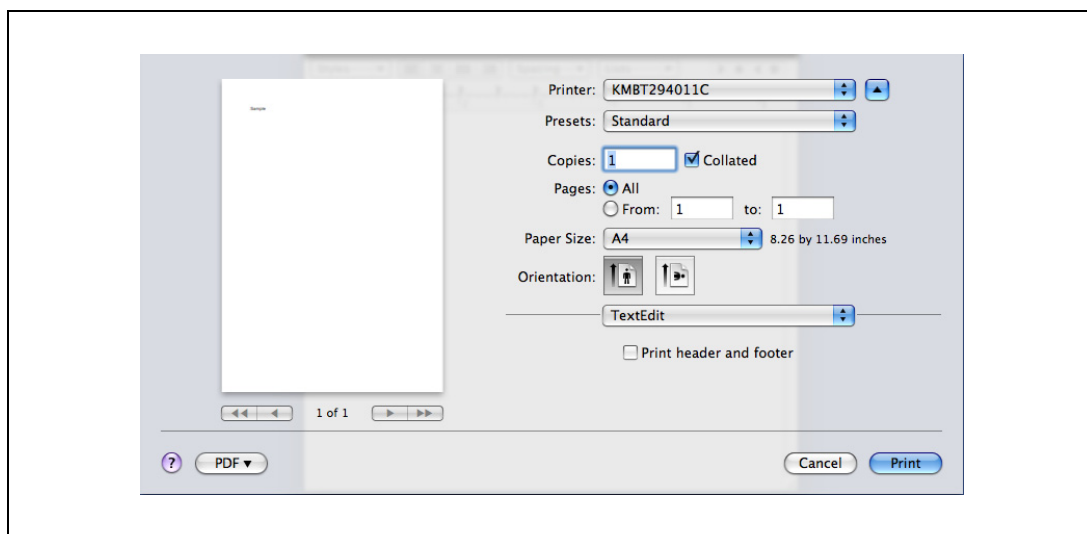 Sample
Printer: KMBT294011C
Presets: Standard
Copies: 1 Collated
Pages: All
From: 1 to: 1
Paper Size: A4 8.26 by 11.69 inches
Orientation:
TextEdit
Print header and footer
1 of 1
? PDF▼ Cancel Print